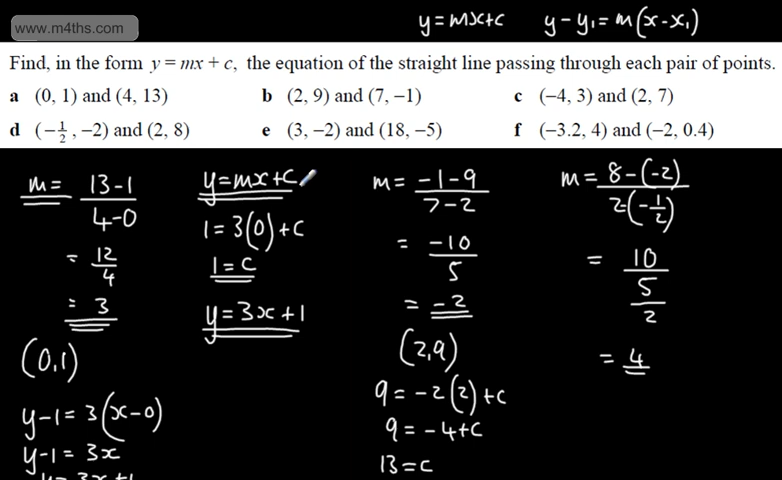 www.m4ths.com
y=mx+c y-y₁=m(x-x₁)
Find, in the form y = mx + c, the equation of the straight line passing through each pair of points.
a (0, 1) and (4, 13) b (2, 9) and (7, −1) c (−4, 3) and (2, 7)
d (−1/2, −2) and (2, 8) e (3, −2) and (18, −5) f (−3.2, 4) and (−2, 0.4)
m= 13-1
4-0
= 12
4
= 3
(0,1)
y-1=3(x-0)
y-1=3x
y=3x+1
y=mx+c
1=3(0)+c
1=c
y=3x+1
m= -1-9
7-2
= -10
5
= -2
(2,9)
9=-2(2)+c
9=-4+c
13=c
m= 8-(-2)
2-(-1/2)
= 10
5
2
= 4